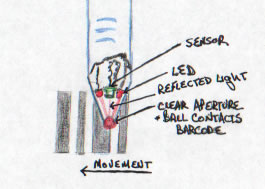 SENSOR
LED
REFLECTED LIGHT
CLEAR APERTURE
+ BALL CONTACTS
BARCODE
MOVEMENT